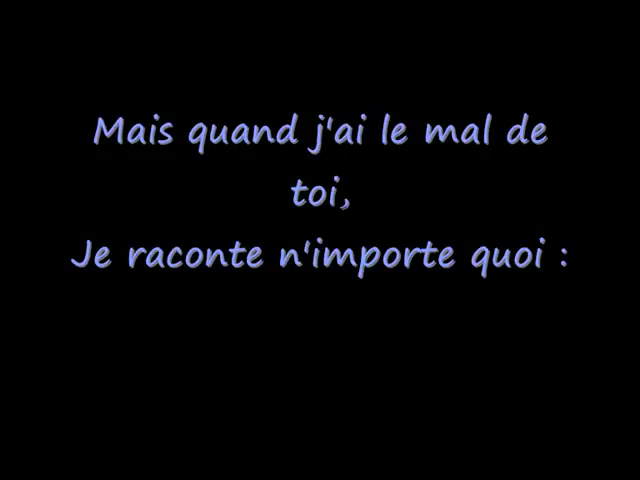 Mais quand j'ai le mal de
toi,
Je raconte n'importe quoi :